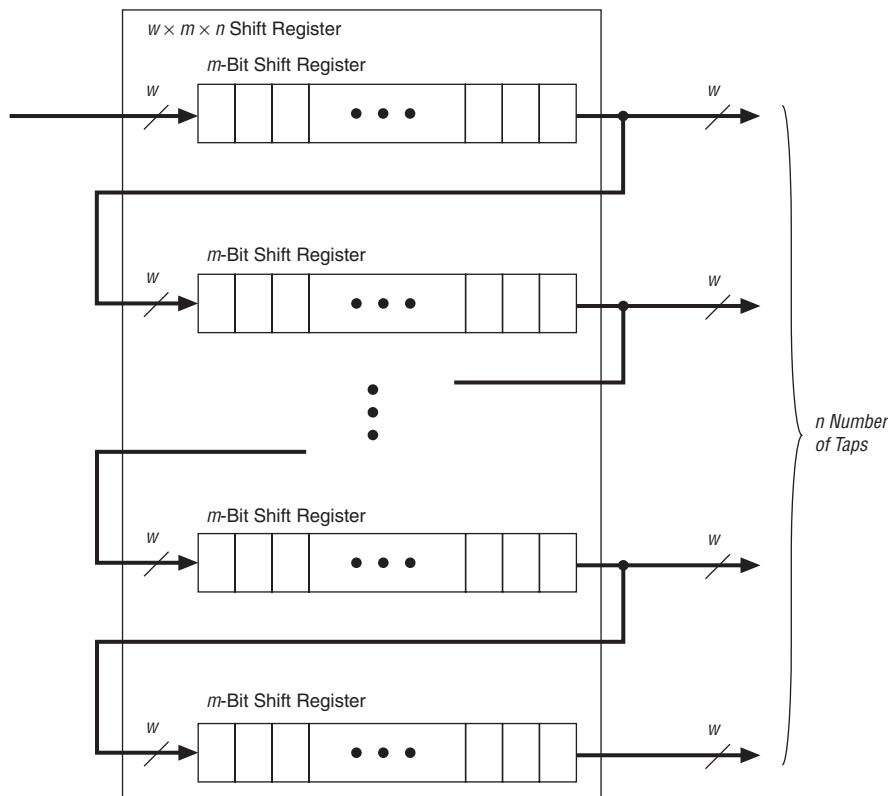 w × m × n Shift Register
m-Bit Shift Register
w
w
m-Bit Shift Register
w
w
n Number
of Taps
m-Bit Shift Register
w
w
m-Bit Shift Register
w
w